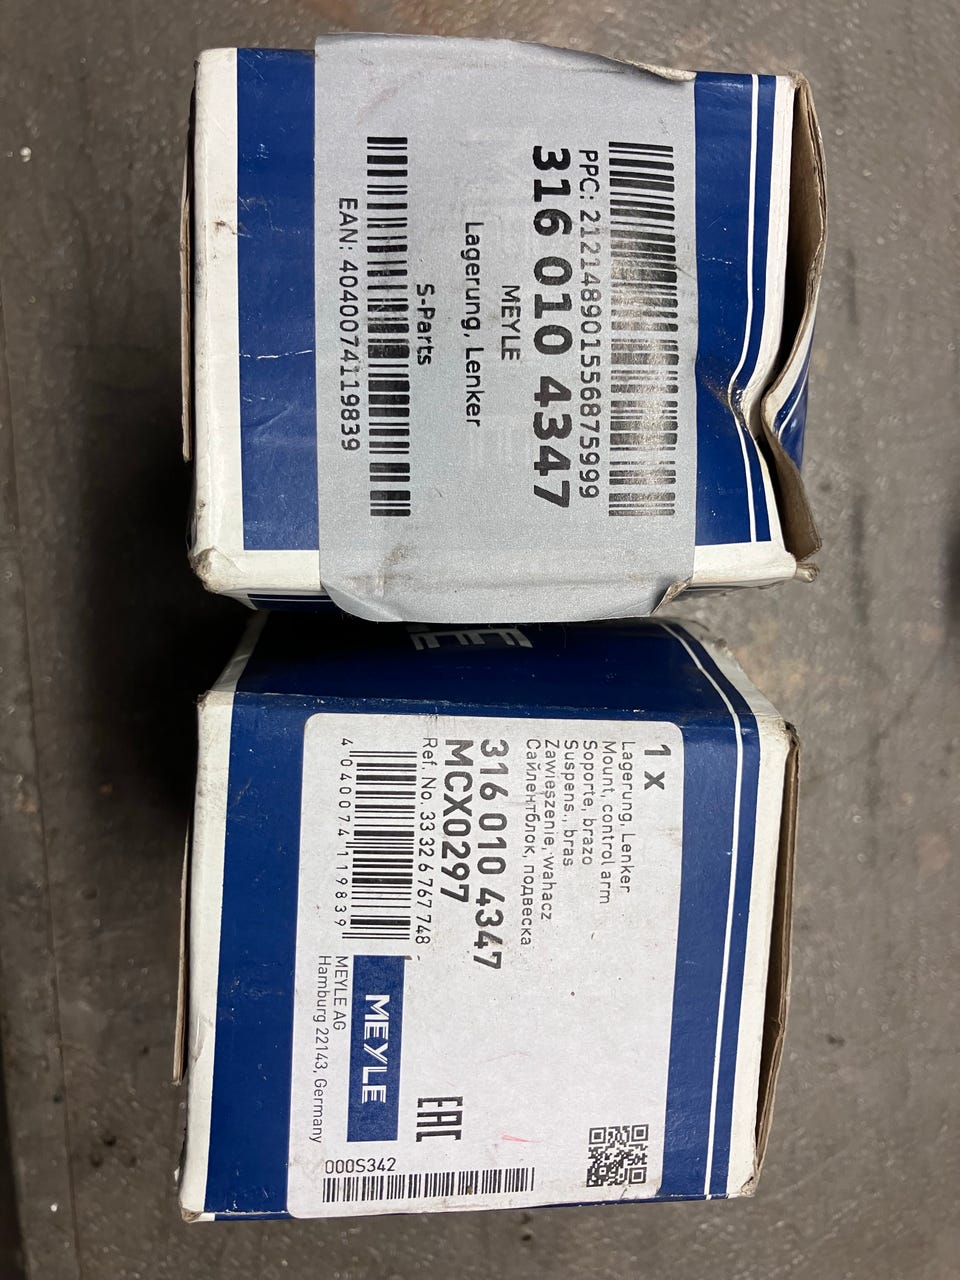 PPC: 2121489015568759​99
316 010 4347
MEYLE
Lagerung, Lenker
S-Parts
EAN: 4040074119839
1 x
Lagerung, Lenker
Mount, control arm
Soporte, brazo
Suspens., bras
Zawieszenie, wahacz
Сайлентблок, подвеска
316 010 4347
MCX0297
Ref. No. 33 32 6 767 748
4 040074 119839
EAC
MEYLE
MEYLE AG
Hamburg 22143, Germany
000S342